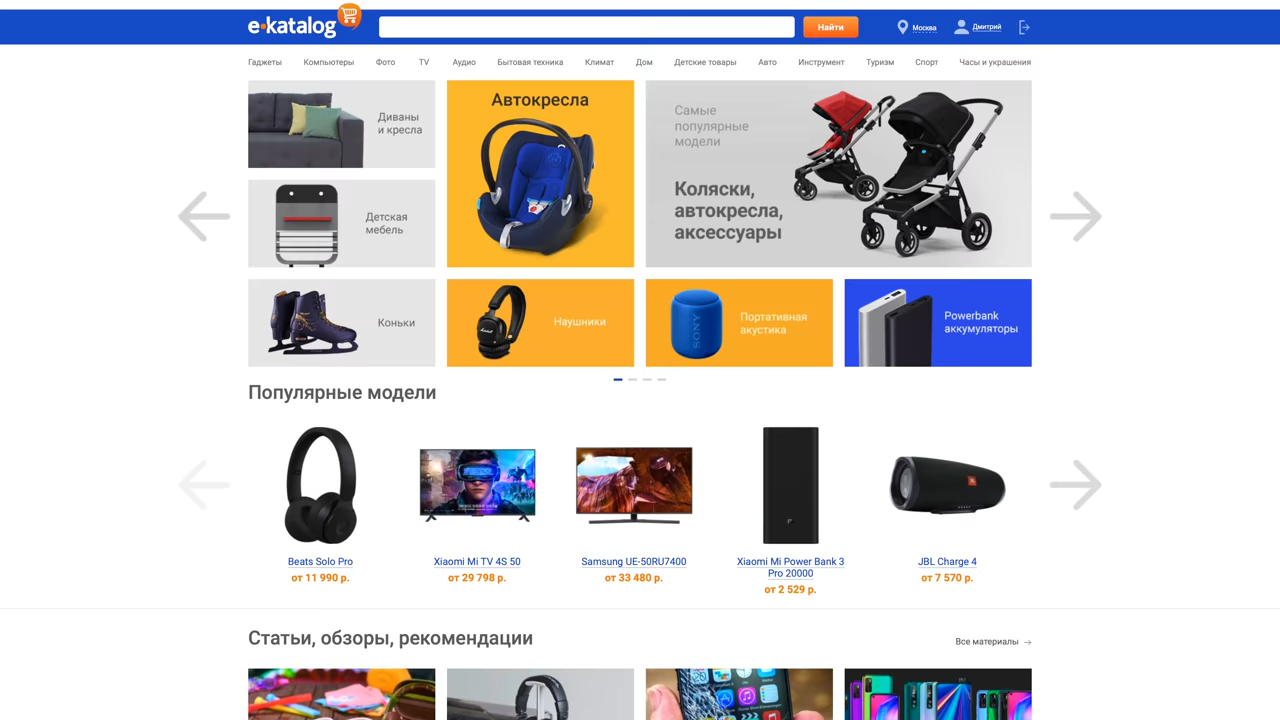 e·katalog
Найти
Москва
Дмитрий
Гаджеты Компьютеры Фото TV Аудио Бытовая техника Климат Дом Детские товары Авто Инструмент Туризм Спорт Часы и украшения
Диваны
и кресла
Детская
мебель
Автокресла
Самые
популярные
модели
Коляски,
автокресла,
аксессуары
Коньки
Marshall
Наушники
SONY
Портативная
акустика
Powerbank
аккумуляторы
Популярные модели
JBL
Beats Solo Pro
от 11 990 р.
Xiaomi Mi TV 4S 50
от 29 798 р.
Samsung UE-50RU7400
от 33 480 р.
Xiaomi Mi Power Bank 3
Pro 20000
от 2 529 р.
JBL Charge 4
от 7 570 р.
Статьи, обзоры, рекомендации
Все материалы →